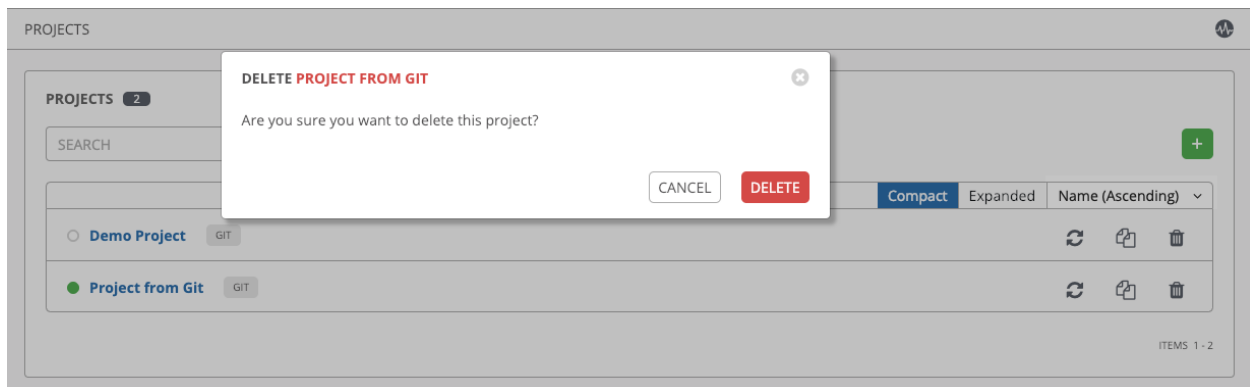 PROJECTS
DELETE PROJECT FROM GIT
Are you sure you want to delete this project?
CANCEL DELETE
PROJECTS 2
SEARCH
+
Compact Expanded Name (Ascending)
Demo Project GIT
Project from Git GIT
ITEMS 1 - 2